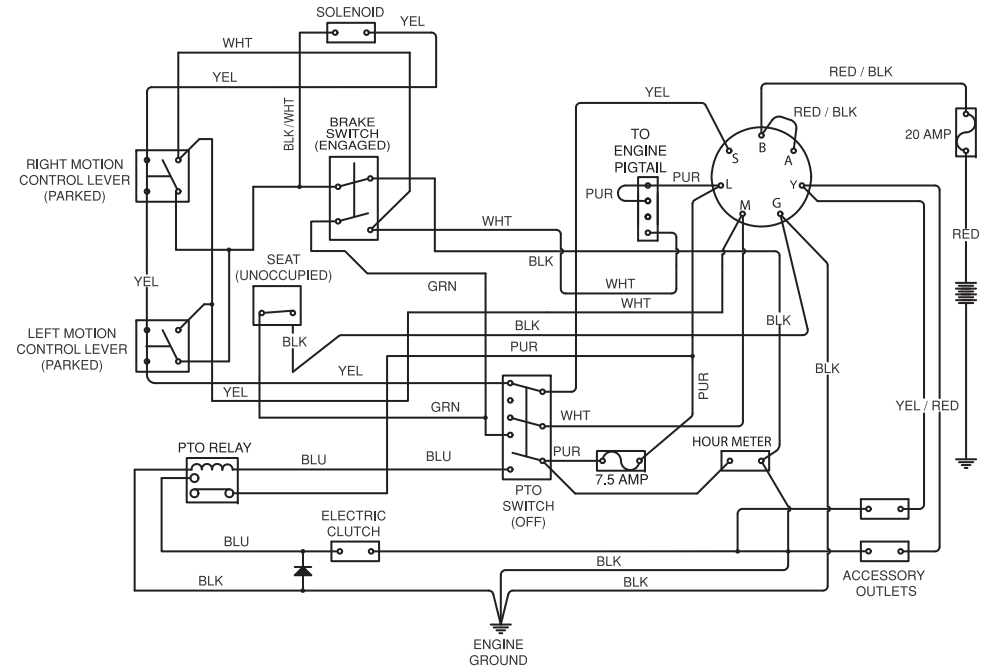 SOLENOID
YEL
WHT
YEL
BLK/WHT
BRAKE
SWITCH
(ENGAGED)
RIGHT MOTION
CONTROL LEVER
(PARKED)
YEL
TO
ENGINE
PIGTAIL
PUR
PUR
RED / BLK
RED / BLK
20 AMP
S
B
A
L
Y
M
G
WHT
BLK
RED
YEL
SEAT
(UNOCCUPIED)
GRN
WHT
WHT
BLK
BLK
LEFT MOTION
CONTROL LEVER
(PARKED)
BLK
PUR
BLK
YEL
PUR
YEL
GRN
WHT
YEL / RED
PTO RELAY
BLU
BLU
PUR
HOUR METER
7.5 AMP
PTO
SWITCH
(OFF)
ELECTRIC
CLUTCH
BLU
BLK
BLK
BLK
ACCESSORY
OUTLETS
ENGINE
GROUND